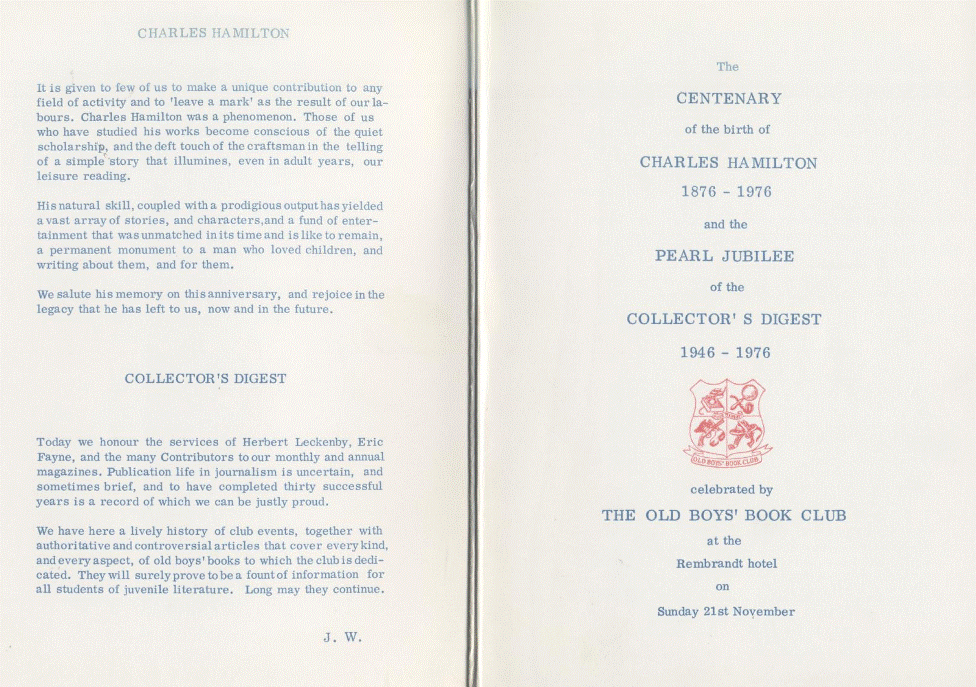 CHARLES HAMILTON
It is given to few of us to make a unique contribution to any
field of activity and to 'leave a mark' as the result of our la-
bours. Charles Hamilton was a phenomenon. Those of us
who have studied his works become conscious of the quiet
scholarship, and the deft touch of the craftsman in the telling
of a simple story that illumines, even in adult years, our
leisure reading.
His natural skill, coupled with a prodigious output has yielded
a vast array of stories, and characters, and a fund of enter-
tainment that was unmatched in its time and is like to remain,
a permanent monument to a man who loved children, and
writing about them, and for them.
We salute his memory on this anniversary, and rejoice in the
legacy that he has left to us, now and in the future.
COLLECTOR'S DIGEST
Today we honour the services of Herbert Leckenby, Eric
Fayne, and the many Contributors to our monthly and annual
magazines. Publication life in journalism is uncertain, and
sometimes brief, and to have completed thirty successful
years is a record of which we can be justly proud.
We have here a lively history of club events, together with
authoritative and controversial articles that cover every kind,
and every aspect, of old boys' books to which the club is dedi-
cated. They will surely prove to be a fount of information for
all students of juvenile literature. Long may they continue.
J. W.
The
CENTENARY
of the birth of
CHARLES HAMILTON
1876 - 1976
and the
PEARL JUBILEE
of the
COLLECTOR'S DIGEST
1946 - 1976
OLD BOYS' BOOK CLUB
celebrated by
THE OLD BOYS' BOOK CLUB
at the
Rembrandt hotel
on
Sunday 21st November